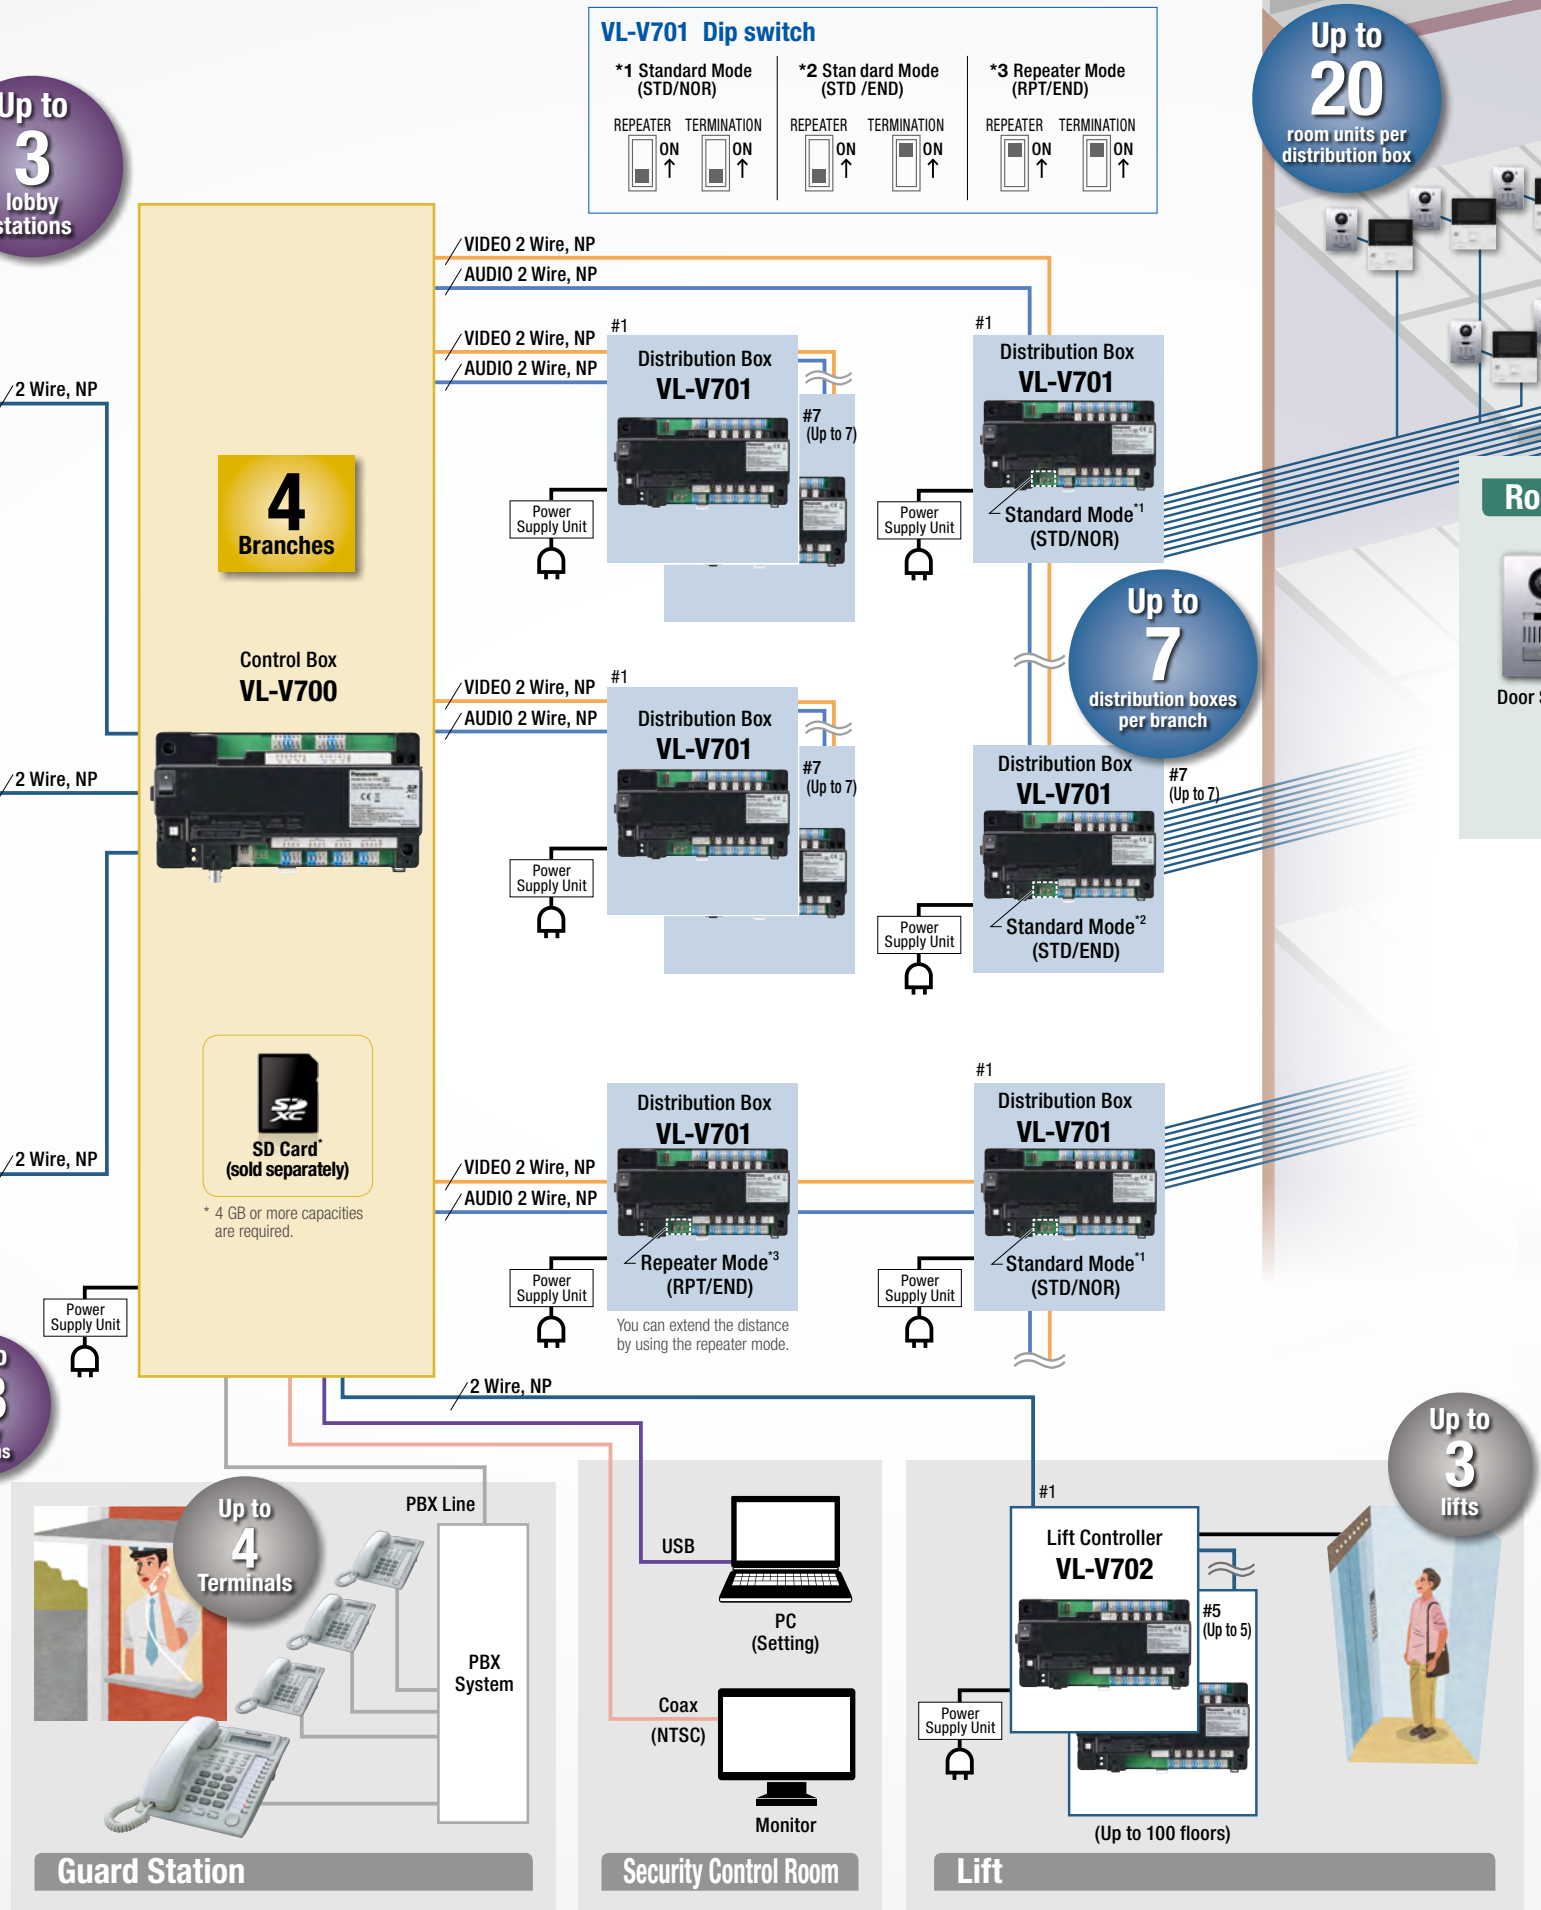 VL-V701 Dip switch
*1 Standard Mode
(STD/NOR)
REPEATER TERMINATION
ON ON
*2 Stan dard Mode
(STD /END)
REPEATER TERMINATION
ON ON
*3 Repeater Mode
(RPT/END)
REPEATER TERMINATION
ON ON
Up to
20
room units per
distribution box
Up to
3
lobby
stations
VIDEO 2 Wire, NP
AUDIO 2 Wire, NP
VIDEO 2 Wire, NP
AUDIO 2 Wire, NP
2 Wire, NP
#1
Distribution Box
VL-V701
#7
(Up to 7)
Power
Supply Unit
#1
Distribution Box
VL-V701
Standard Mode*1
(STD/NOR)
Power
Supply Unit
Ro
Door S
4
Branches
Up to
7
distribution boxes
per branch
Control Box
VL-V700
Panasonic
2 Wire, NP
VIDEO 2 Wire, NP
AUDIO 2 Wire, NP
#1
Distribution Box
VL-V701
#7
(Up to 7)
Power
Supply Unit
Distribution Box
VL-V701
#7
(Up to 7)
Standard Mode*2
(STD/END)
Power
Supply Unit
SD XC
SD Card*
(sold separately)
* 4 GB or more capacities
are required.
2 Wire, NP
VIDEO 2 Wire, NP
AUDIO 2 Wire, NP
Distribution Box
VL-V701
Repeater Mode*3
(RPT/END)
Power
Supply Unit
You can extend the distance
by using the repeater mode.
#1
Distribution Box
VL-V701
Standard Mode*1
(STD/NOR)
Power
Supply Unit
Power
Supply Unit
2 Wire, NP
Up to
4
Terminals
PBX Line
PBX
System
Guard Station
USB
PC
(Setting)
Coax
(NTSC)
Monitor
Security Control Room
Up to
3
lifts
#1
Lift Controller
VL-V702
#5
(Up to 5)
Power
Supply Unit
(Up to 100 floors)
Lift